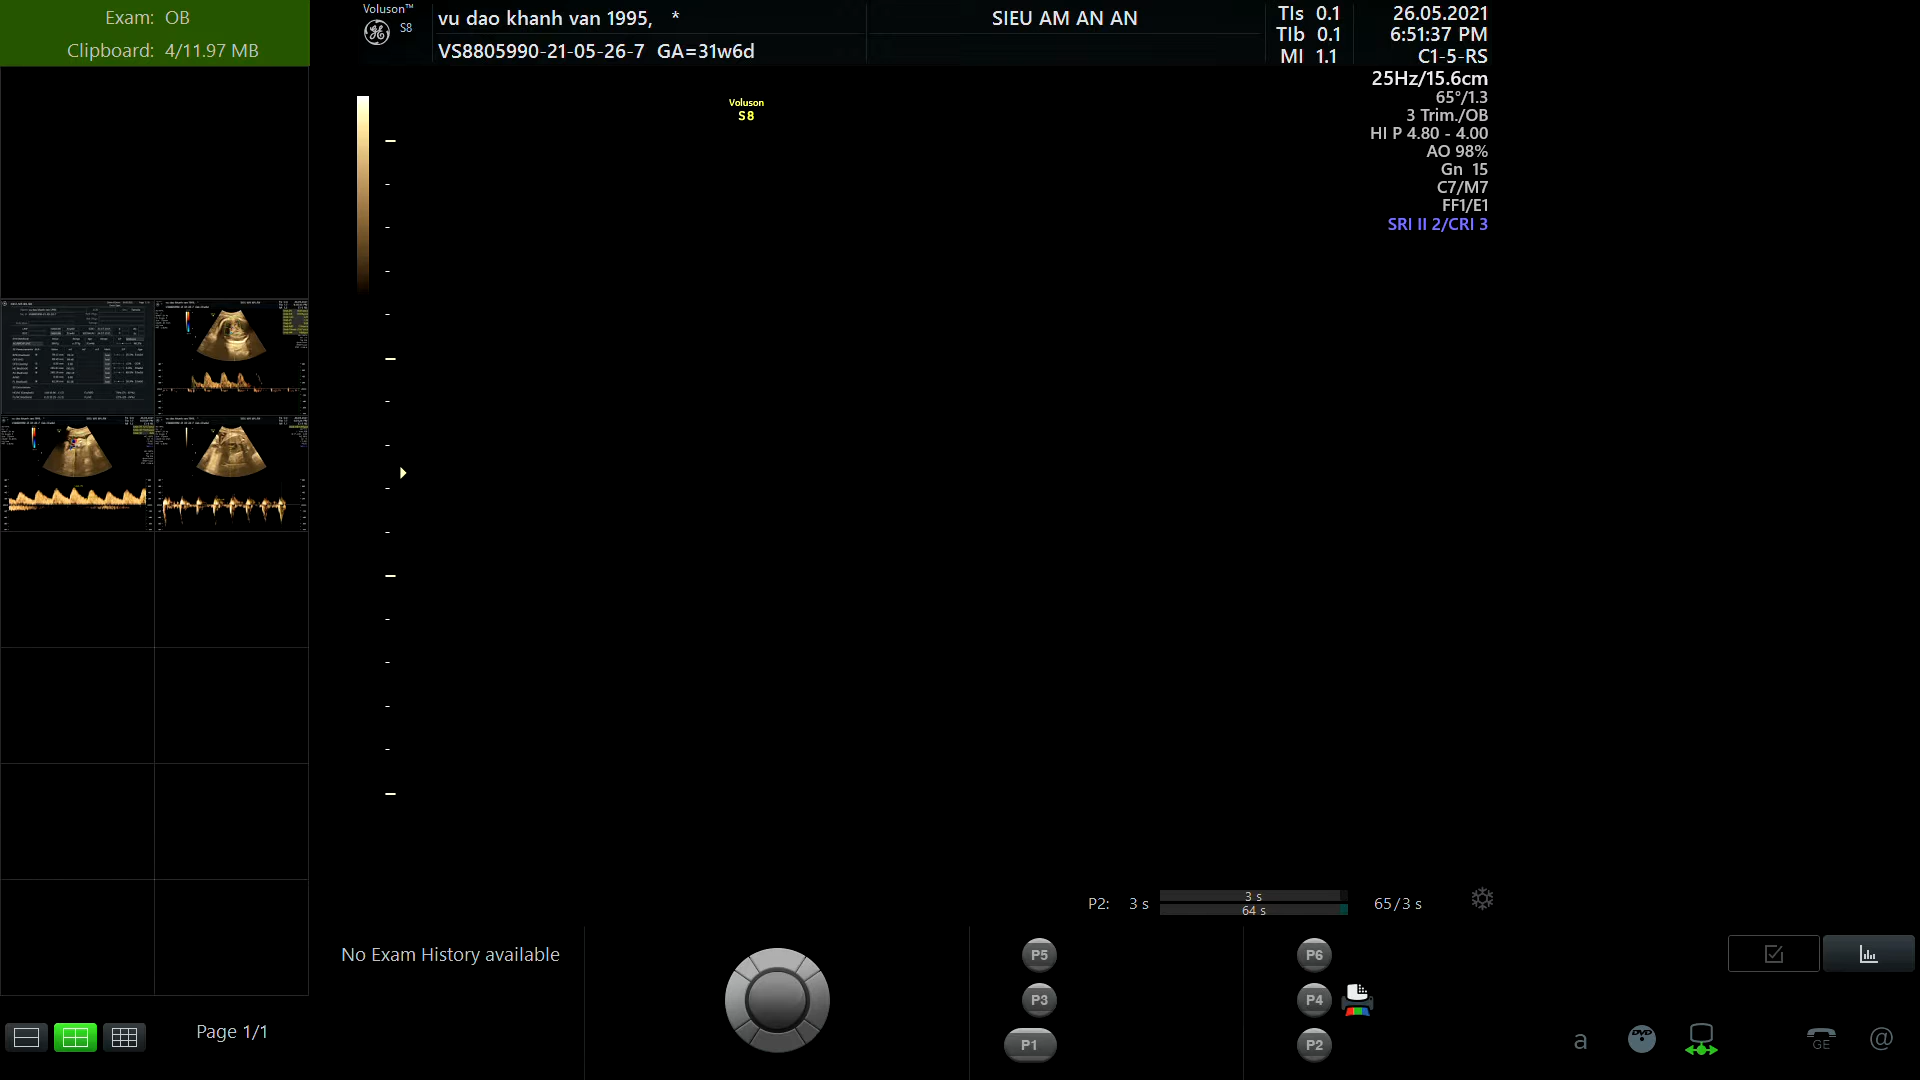 Exam: OB
Clipboard: 4/11.97 MB
Voluson™
S8
vu dao khanh van 1995, *
VS8805990-21-05-26-7 GA=31w6d
SIEU AM AN AN
TIs 0.1
TIb 0.1
MI 1.1
26.05.2021
6:51:37 PM
C1-5-RS
25Hz/15.6cm
65°/1.3
3 Trim./OB
HI P 4.80 - 4.00
AO 98%
Gn 15
C7/M7
FF1/E1
SRI II 2/CRI 3
Voluson
S8
P2: 3 s
3 s
64 s
65/3 s
No Exam History available
P5
P3
P1
P6
P4
P2
Page 1/1
a
DVD
GE
@